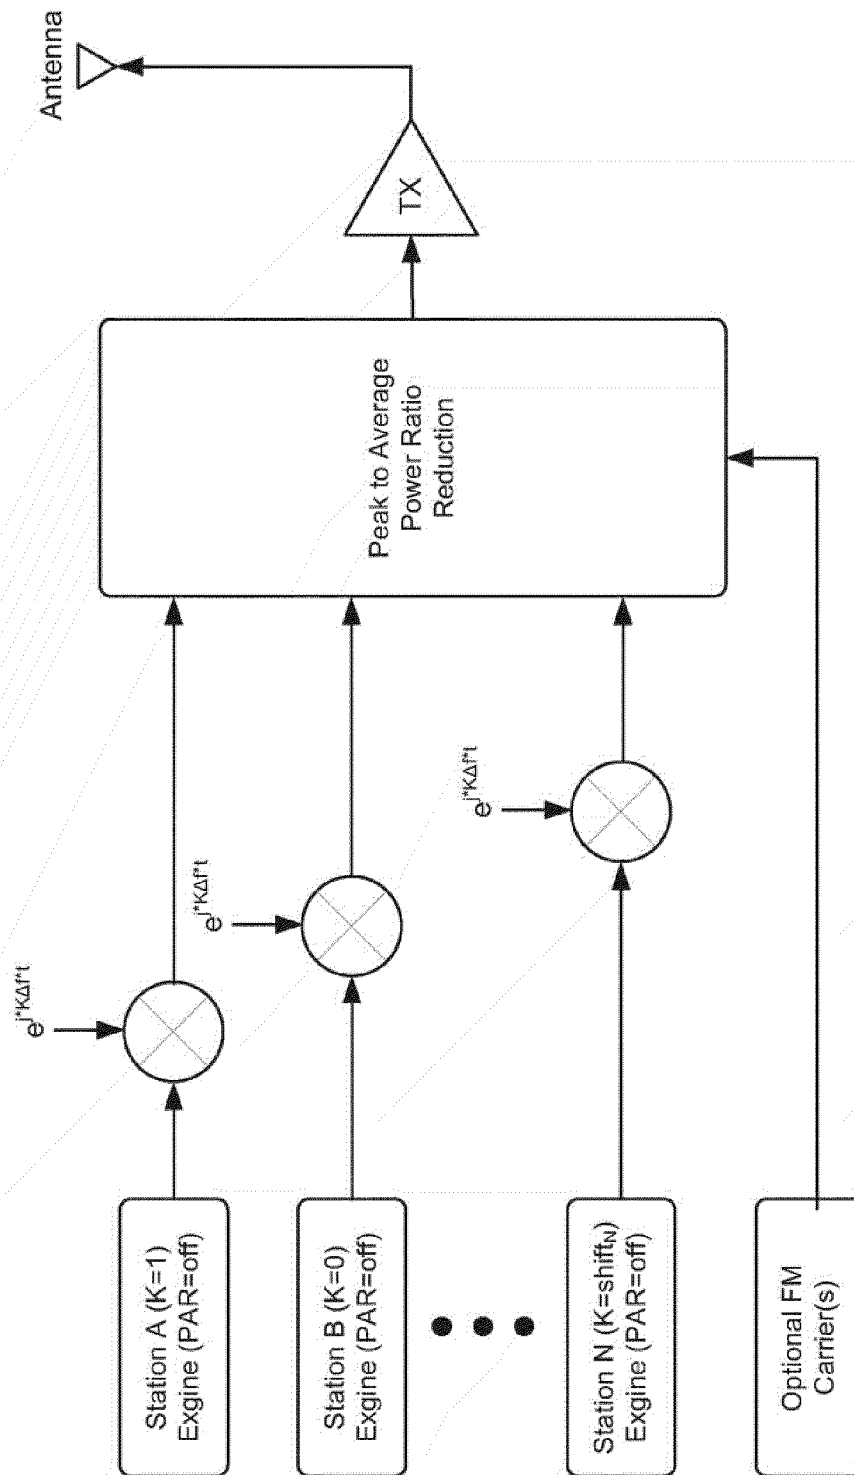 Antenna
TX
Peak to Average
Power Ratio
Reduction
e^j*KΔf*t
e^j*KΔf*t
e^j*KΔf*t
Station A (K=1)
Exgine (PAR=off)
Station B (K=0)
Exgine (PAR=off)
Station N (K=shift_N)
Exgine (PAR=off)
Optional FM
Carrier(s)